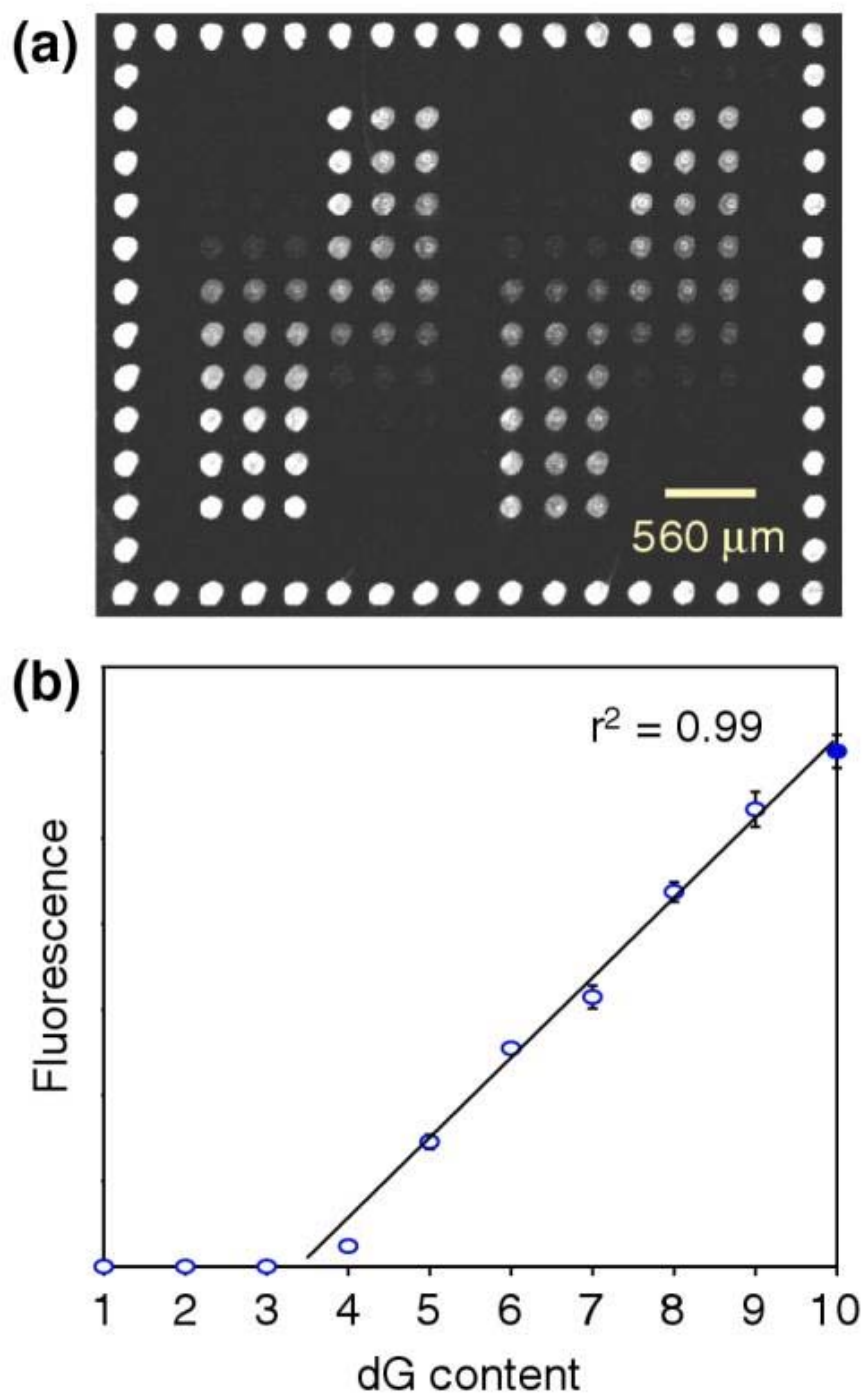 (a)
560 μm
(b)
r² = 0.99
Fluorescence
1 2 3 4 5 6 7 8 9 10
dG content